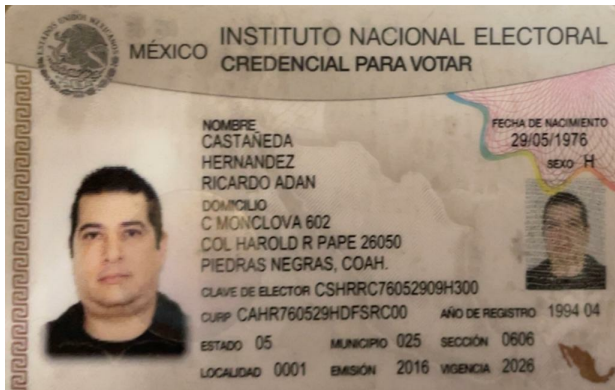 MÉXICO INSTITUTO NACIONAL ELECTORAL
CREDENCIAL PARA VOTAR
NOMBRE
CASTAÑEDA
HERNANDEZ
RICARDO ADAN
FECHA DE NACIMIENTO
29/05/1976
SEXO H
DOMICILIO
C MONCLOVA 602
COL HAROLD R PAPE 26050
PIEDRAS NEGRAS, COAH.
CLAVE DE ELECTOR CSHRRC76052909H300
CURP CAHR760529HDFSRC00 AÑO DE REGISTRO 1994 04
ESTADO 05 MUNICIPIO 025 SECCIÓN 0606
LOCALIDAD 0001 EMISIÓN 2016 VIGENCIA 2026